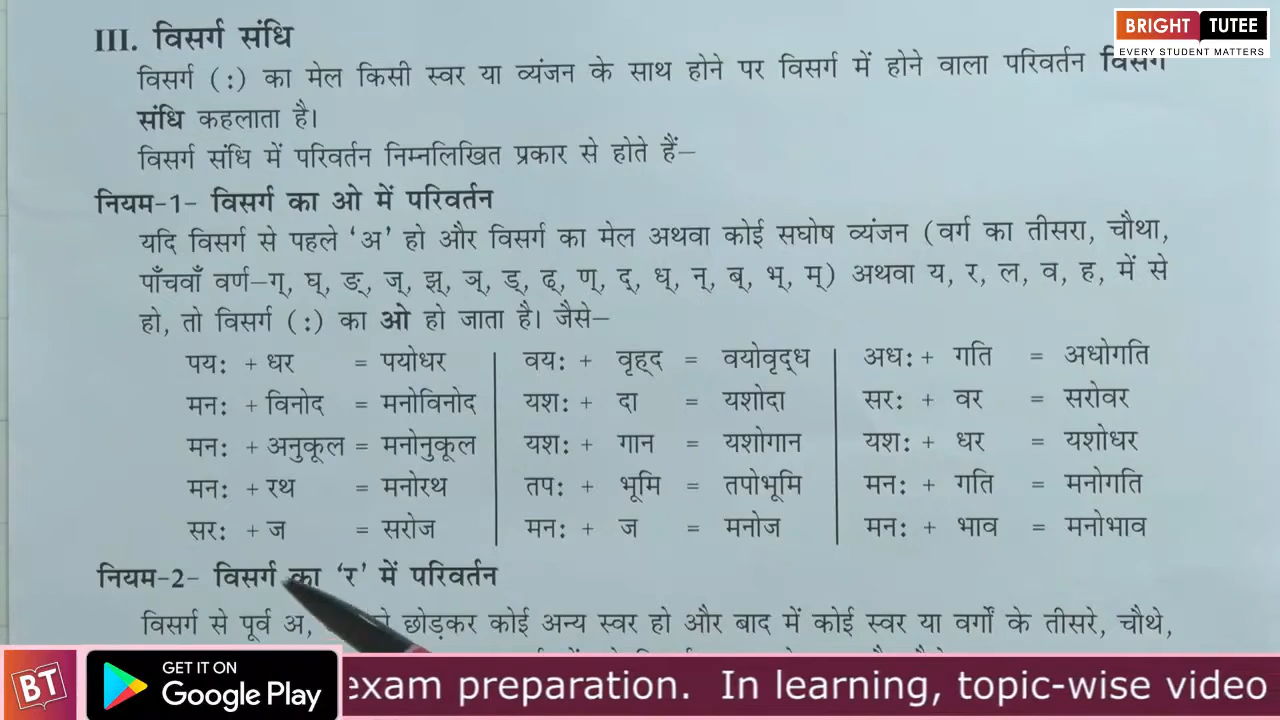 BRIGHT TUTEE
EVERY STUDENT MATTERS
III. विसर्ग संधि
विसर्ग (:) का मेल किसी स्वर या व्यंजन के साथ होने पर विसर्ग में होने वाला परिवर्तन विसर्ग
संधि कहलाता है।
विसर्ग संधि में परिवर्तन निम्नलिखित प्रकार से होते हैं–
नियम-1- विसर्ग का ओ में परिवर्तन
यदि विसर्ग से पहले ‘अ’ हो और विसर्ग का मेल अथवा कोई सघोष व्यंजन (वर्ग का तीसरा, चौथा,
पाँचवाँ वर्ण–ग्, घ्, ङ्, ज्, झ्, ञ्, ड्, ढ्, ण्, द्, ध्, न्, ब्, भ्, म्) अथवा य, र, ल, व, ह, में से
हो, तो विसर्ग (:) का ओ हो जाता है। जैसे–
पय: + धर = पयोधर वय: + वृह्द = वयोवृद्ध अध: + गति = अधोगति
मन: + विनोद = मनोविनोद यश: + दा = यशोदा सर: + वर = सरोवर
मन: + अनुकूल = मनोनुकूल यश: + गान = यशोगान यश: + धर = यशोधर
मन: + रथ = मनोरथ तप: + भूमि = तपोभूमि मन: + गति = मनोगति
सर: + ज = सरोज मन: + ज = मनोज मन: + भाव = मनोभाव
नियम-2- विसर्ग का ‘र’ में परिवर्तन
विसर्ग से पूर्व अ, छोड़कर कोई अन्य स्वर हो और बाद में कोई स्वर या वर्गों के तीसरे, चौथे,
BT
GET IT ON
Google Play
exam preparation. In learning, topic-wise video